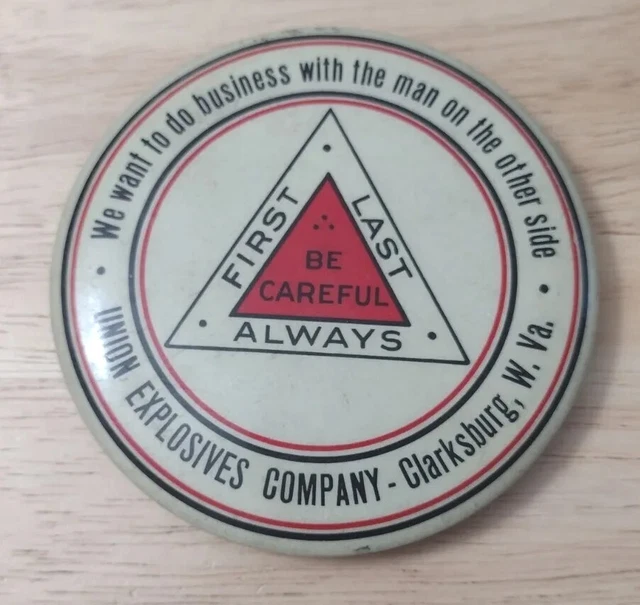 We want to do business with the man on the other side
UNION EXPLOSIVES COMPANY - Clarksburg, W. Va.
FIRST
LAST
ALWAYS
BE
CAREFUL